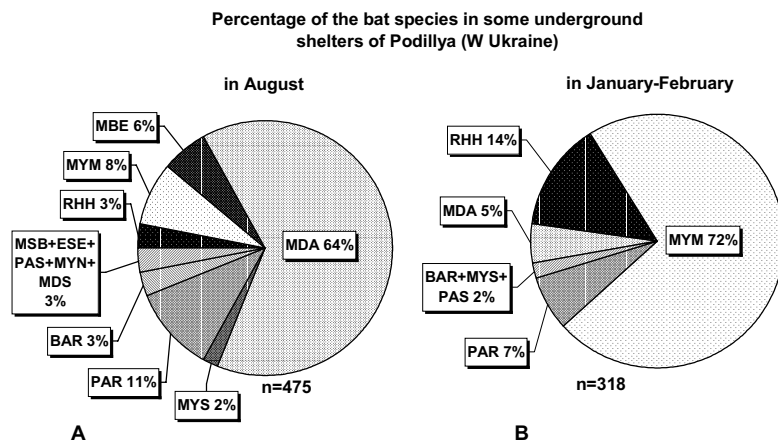 Percentage of the bat species in some underground
shelters of Podillya (W Ukraine)
in August
MBE 6%
MYM 8%
RHH 3%
MSB+ESE+
PAS+MYN+
MDS
3%
BAR 3%
PAR 11%
MYS 2%
MDA 64%
n=475
A
in January-February
RHH 14%
MDA 5%
BAR+MYS+
PAS 2%
PAR 7%
MYM 72%
n=318
B